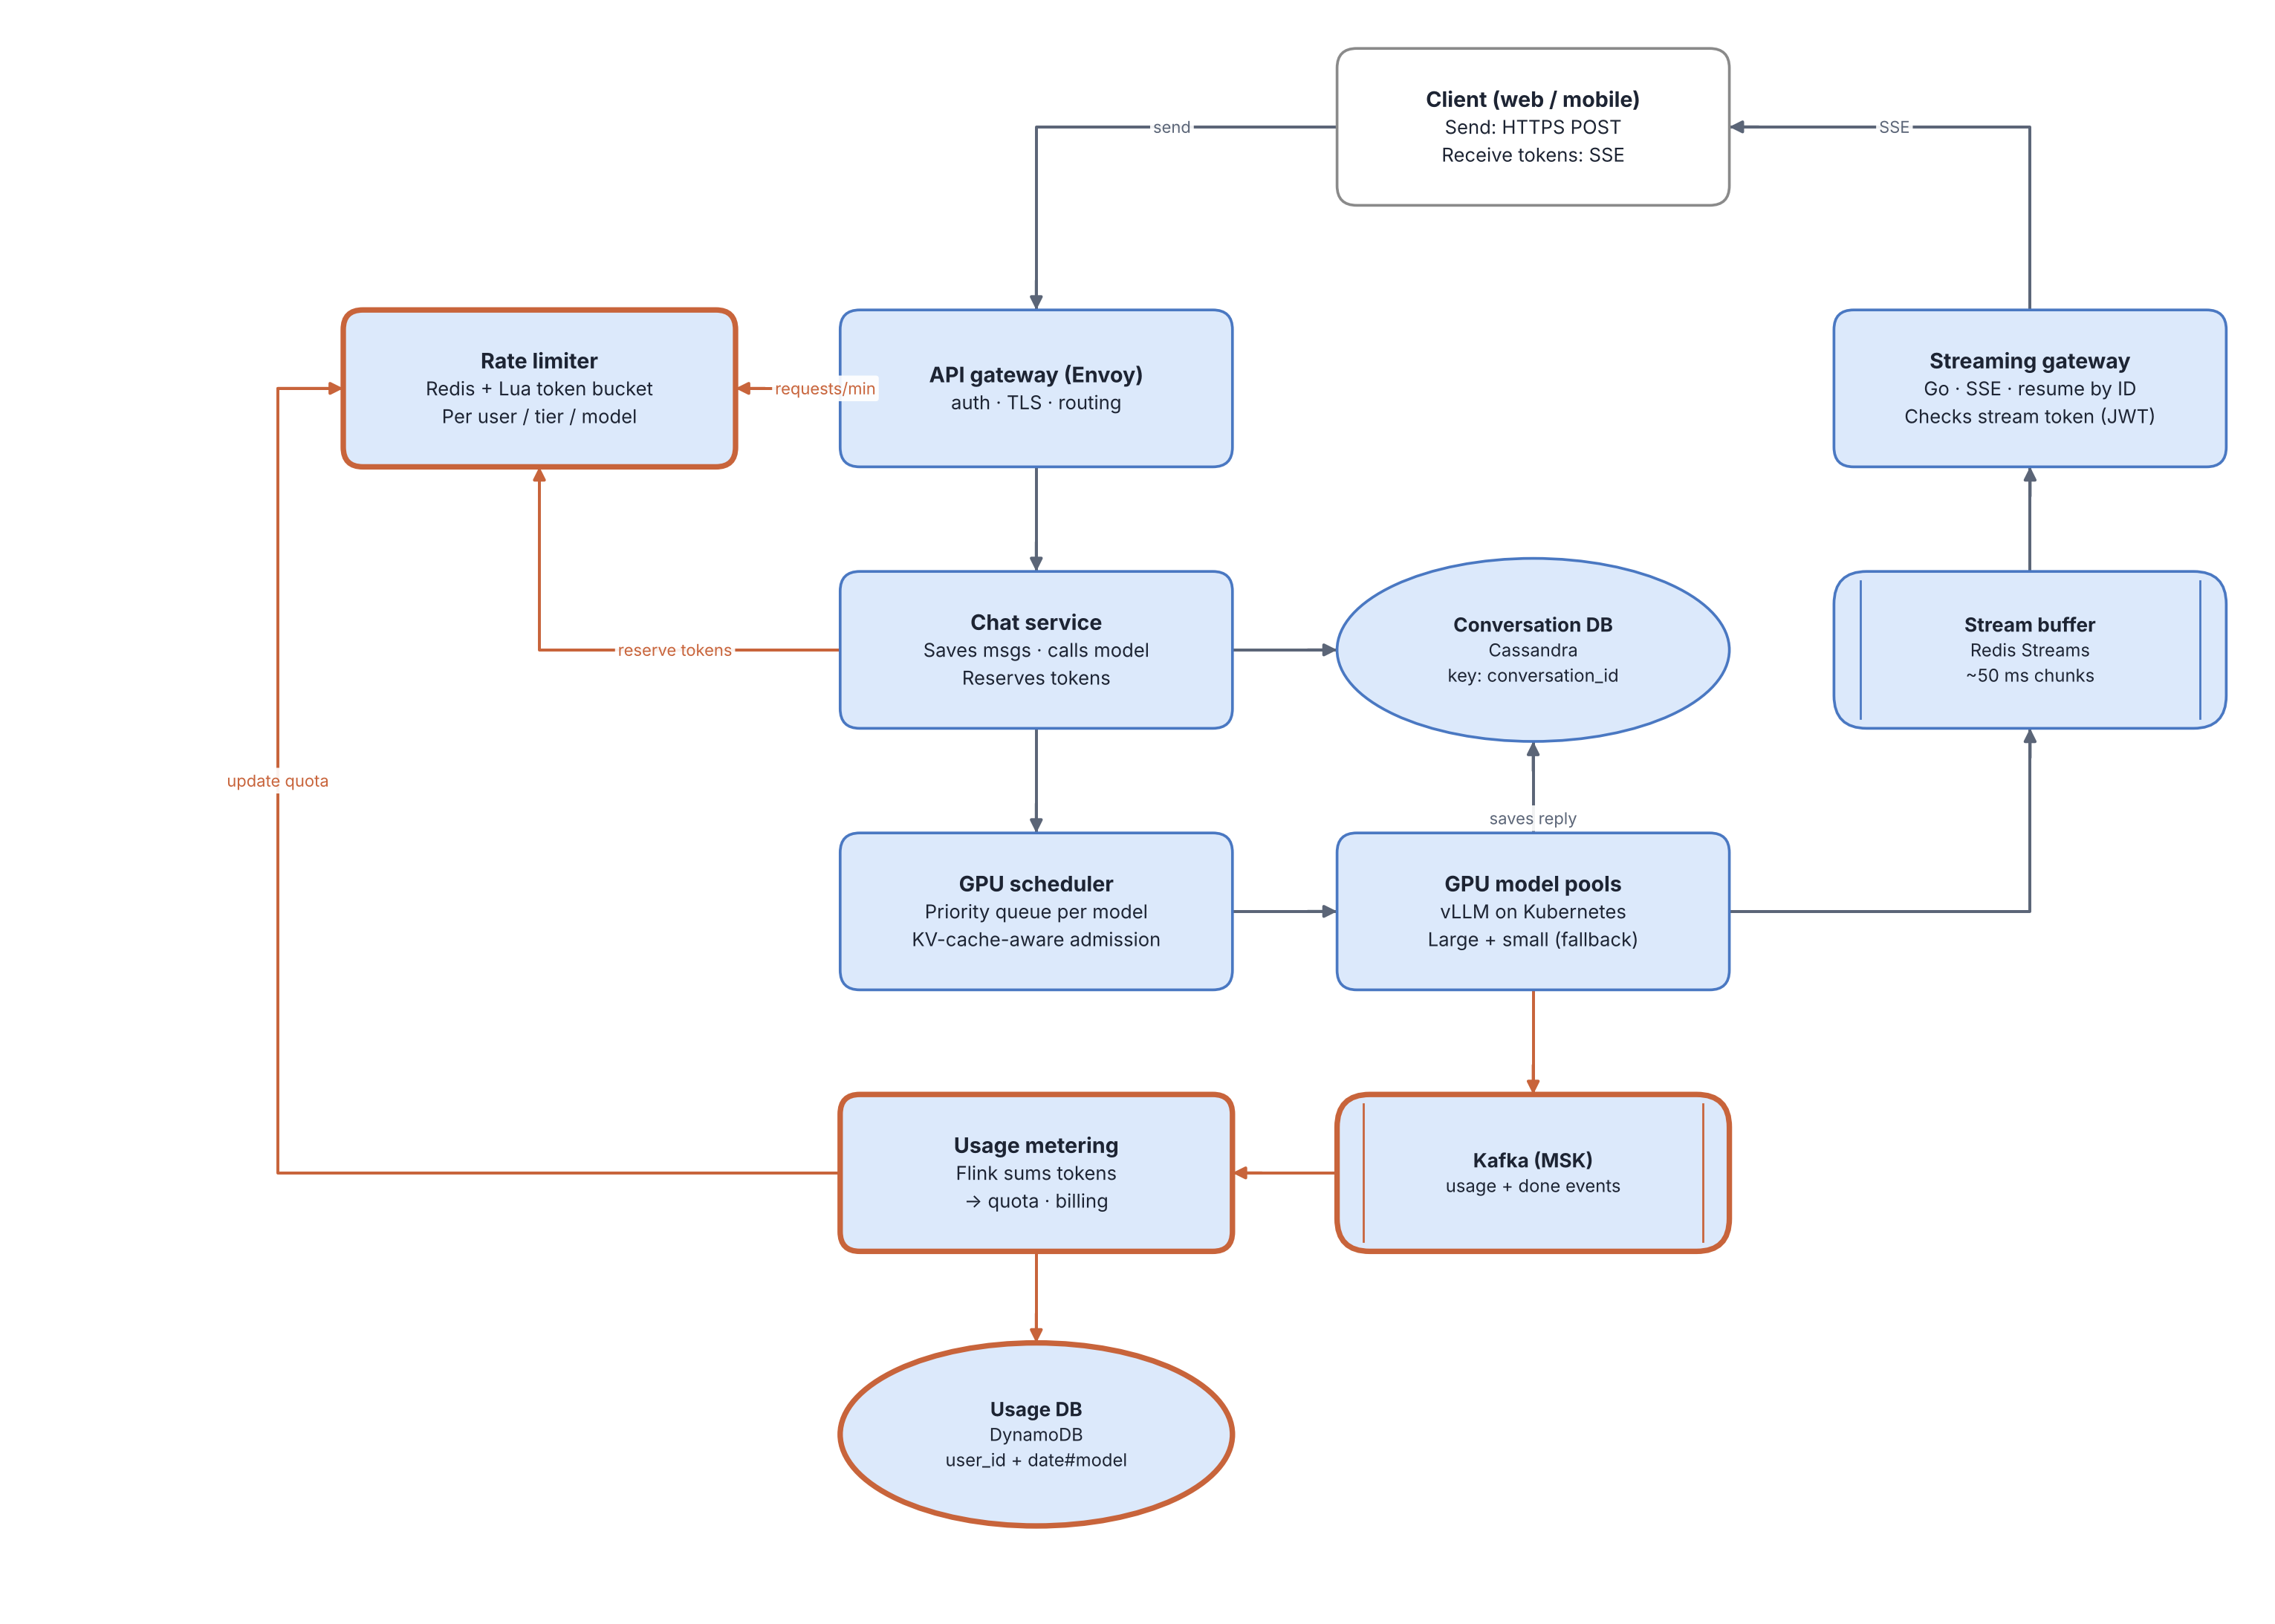 Client (web / mobile)
Send: HTTPS POST
Receive tokens: SSE
send
SSE
Rate limiter
Redis + Lua token bucket
Per user / tier / model
requests/min
API gateway (Envoy)
auth · TLS · routing
Streaming gateway
Go · SSE · resume by ID
Checks stream token (JWT)
reserve tokens
Chat service
Saves msgs · calls model
Reserves tokens
Conversation DB
Cassandra
key: conversation_id
Stream buffer
Redis Streams
~50 ms chunks
update quota
saves reply
GPU scheduler
Priority queue per model
KV-cache-aware admission
GPU model pools
vLLM on Kubernetes
Large + small (fallback)
Usage metering
Flink sums tokens
→ quota · billing
Kafka (MSK)
usage + done events
Usage DB
DynamoDB
user_id + date#model